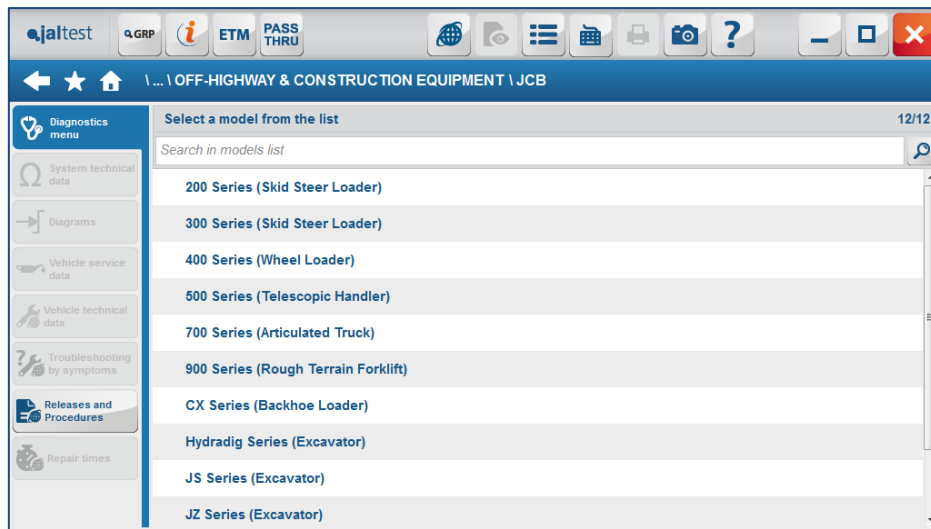 jaltest
GRP
i
ETM
PASS
THRU
?
\ ... \ OFF-HIGHWAY & CONSTRUCTION EQUIPMENT \ JCB
Diagnostics
menu
System technical
data
Diagrams
Vehicle service
data
Vehicle technical
data
Troubleshooting
by symptoms
Releases and
Procedures
Repair times
Select a model from the list
12/12
Search in models list
200 Series (Skid Steer Loader)
300 Series (Skid Steer Loader)
400 Series (Wheel Loader)
500 Series (Telescopic Handler)
700 Series (Articulated Truck)
900 Series (Rough Terrain Forklift)
CX Series (Backhoe Loader)
Hydradig Series (Excavator)
JS Series (Excavator)
JZ Series (Excavator)